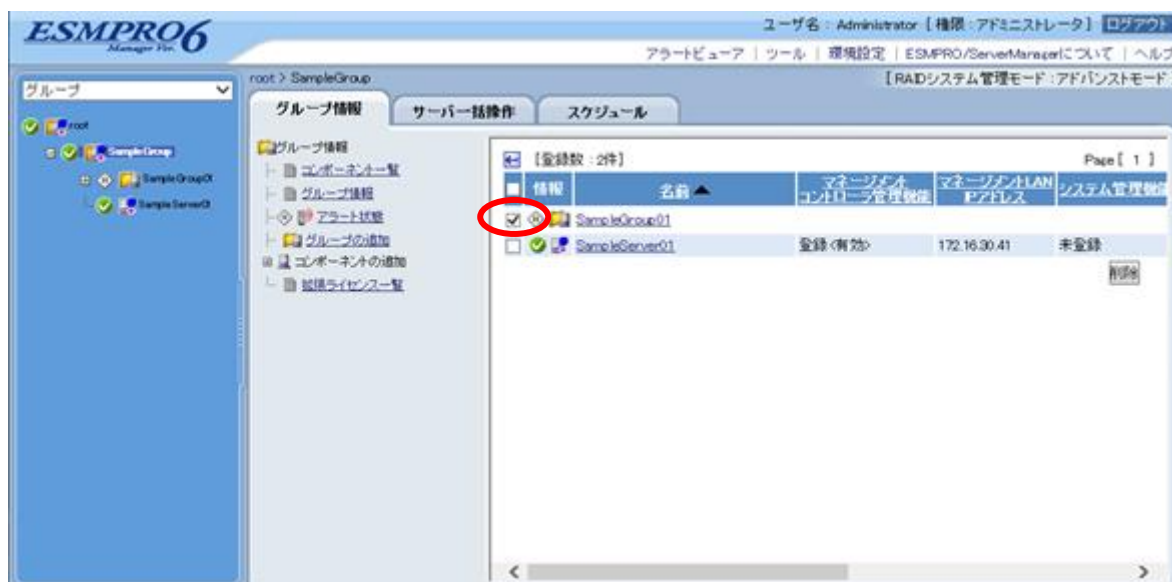 ESMPRO6
Manager Ver.
ユーザ名 : Administrator [ 権限 : アドミニストレータ ] ログアウト
アラートビューア | ツール | 環境設定 | ESMPRO/ServerManagerについて | ヘルプ
グループ
root > SampleGroup
[ RAIDシステム管理モード : アドバンストモード
グループ情報
サーバ一括操作
スケジュール
root
SampleGroup
SampleGroup01
SampleServer01
グループ情報
コンポーネント一覧
グループ情報
アラート状態
グループの追加
コンポーネントの追加
拡張ライセンス一覧
[登録数 : 2件]
Page [ 1 ]
情報
名前▲
マネージメント
コントローラ管理機能
マネージメントLAN
IPアドレス
システム管理機能
SampleGroup01
SampleServer01 登録<有効> 172.16.30.41 未登録
削除